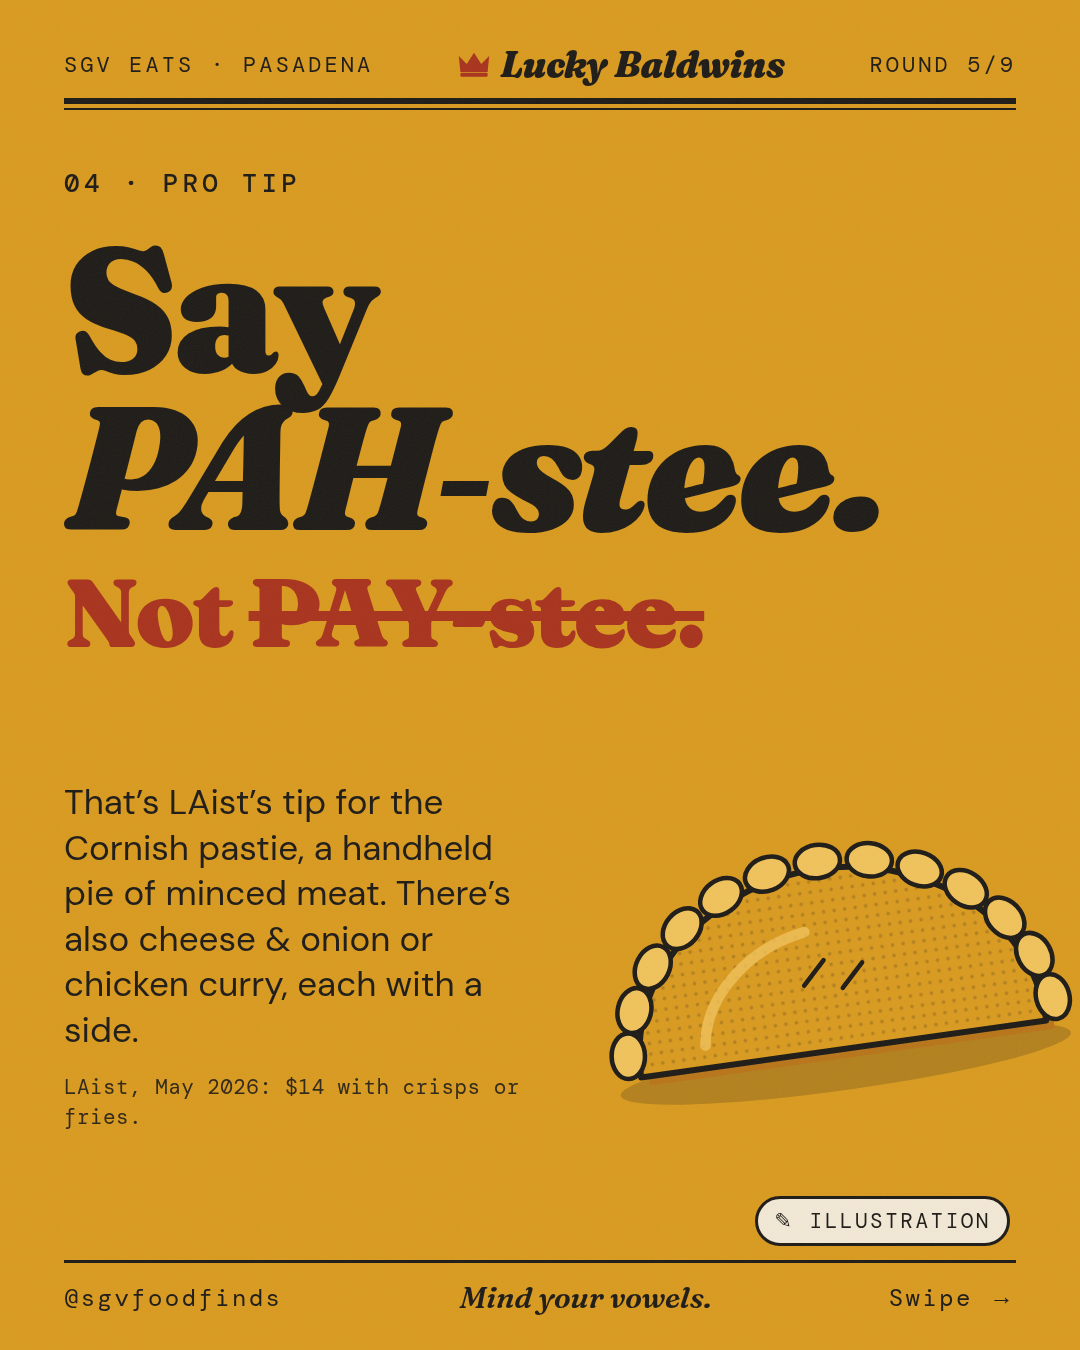 SGV EATS · PASADENA
Lucky Baldwins
ROUND 5/9
04 · PRO TIP
Say
PAH-stee.
Not PAY-stee.
That’s LAist’s tip for the
Cornish pastie, a handheld
pie of minced meat. There’s
also cheese & onion or
chicken curry, each with a
side.
LAist, May 2026: $14 with crisps or
fries.
✎ ILLUSTRATION
@sgvfoodfinds
Mind your vowels.
Swipe →